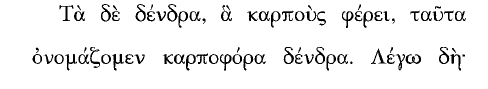 Τὰ δὲ δένδρα, ἃ καρποὺς φέρει, ταῦτα
ὀνομάζομεν καρποφόρα δένδρα. Λέγω δὴ·